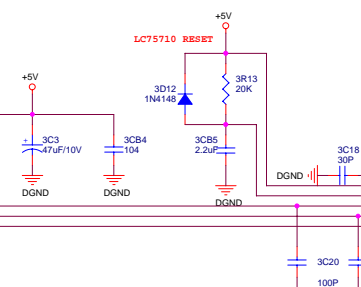 +5V
LC75710 RESET
+5V
3D12
1N4148
3R13
20K
3C3
47uF/10V
3CB4
104
3CB5
2.2uF
3C18
30P
DGND
DGND
DGND
DGND
3C20
100P